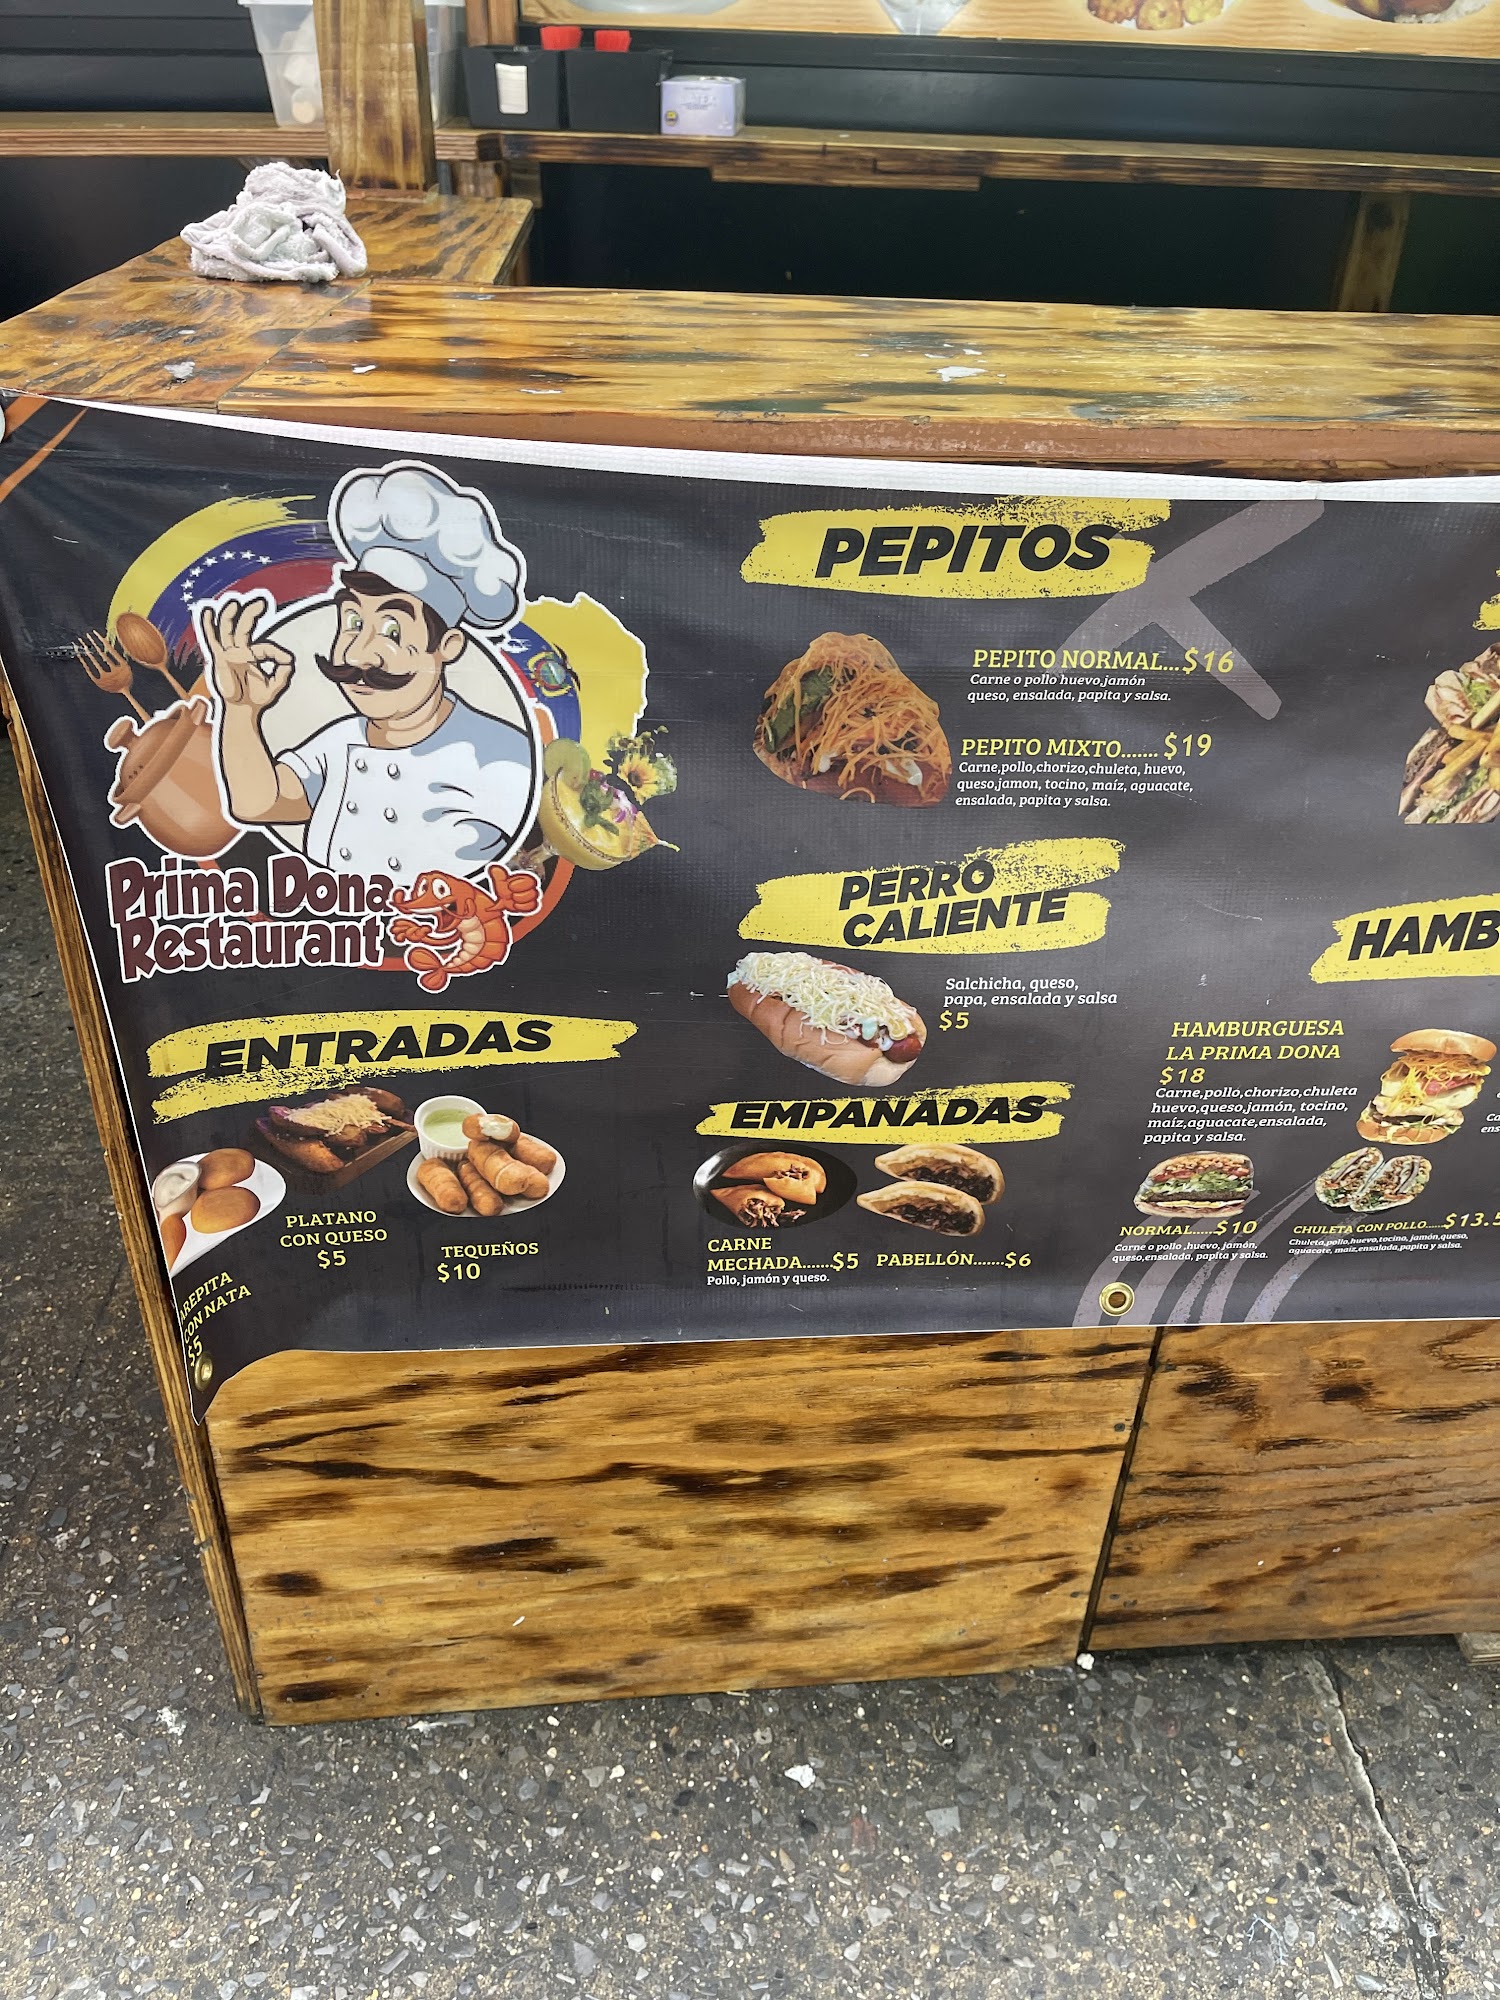 Prima Dona
Restaurant
ENTRADAS
AREPITA
CON NATA
$5
PLATANO
CON QUESO
$5
TEQUEÑOS
$10
PEPITOS
PEPITO NORMAL...$16
Carne o pollo huevo,jamón
queso, ensalada, papita y salsa.
PEPITO MIXTO.......$19
Carne,pollo,chorizo,chuleta, huevo,
queso,jamon, tocino, maíz, aguacate,
ensalada, papita y salsa.
PERRO
CALIENTE
Salchicha, queso,
papa, ensalada y salsa
$5
EMPANADAS
CARNE
MECHADA.......$5
Pollo, jamón y queso.
PABELLÓN.......$6
HAMB
HAMBURGUESA
LA PRIMA DONA
$18
Carne,pollo,chorizo,chuleta
huevo,queso,jamón, tocino,
maíz,aguacate,ensalada,
papita y salsa.
NORMAL......$10
Carne o pollo ,huevo, jamón,
queso,ensalada, papita y salsa.
CHULETA CON POLLO......$13.5
Chuleta,pollo,huevo,tocino, jamón,queso,
aguacate, maíz,ensalada,papita y salsa.